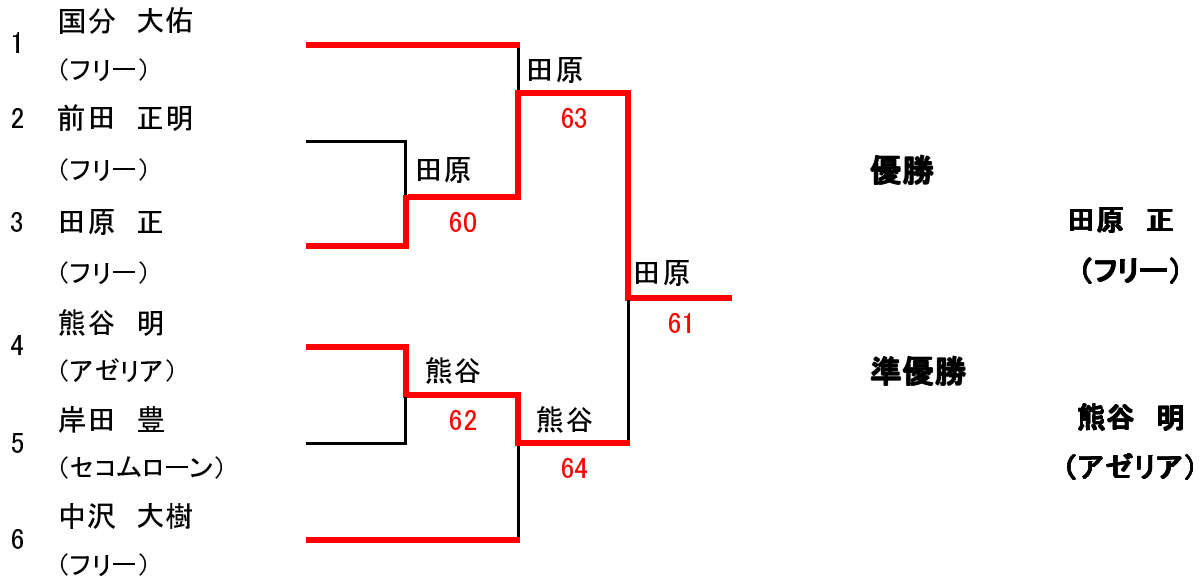 1
国分　大佑
（フリー）
2
前田　正明
（フリー）
3
田原　正
（フリー）
4
熊谷　明
（アゼリア）
5
岸田　豊
（セコムローン）
6
中沢　大樹
（フリー）
田原
60
熊谷
62
田原
63
熊谷
64
田原
61
優勝
田原　正
（フリー）
準優勝
熊谷　明
（アゼリア）